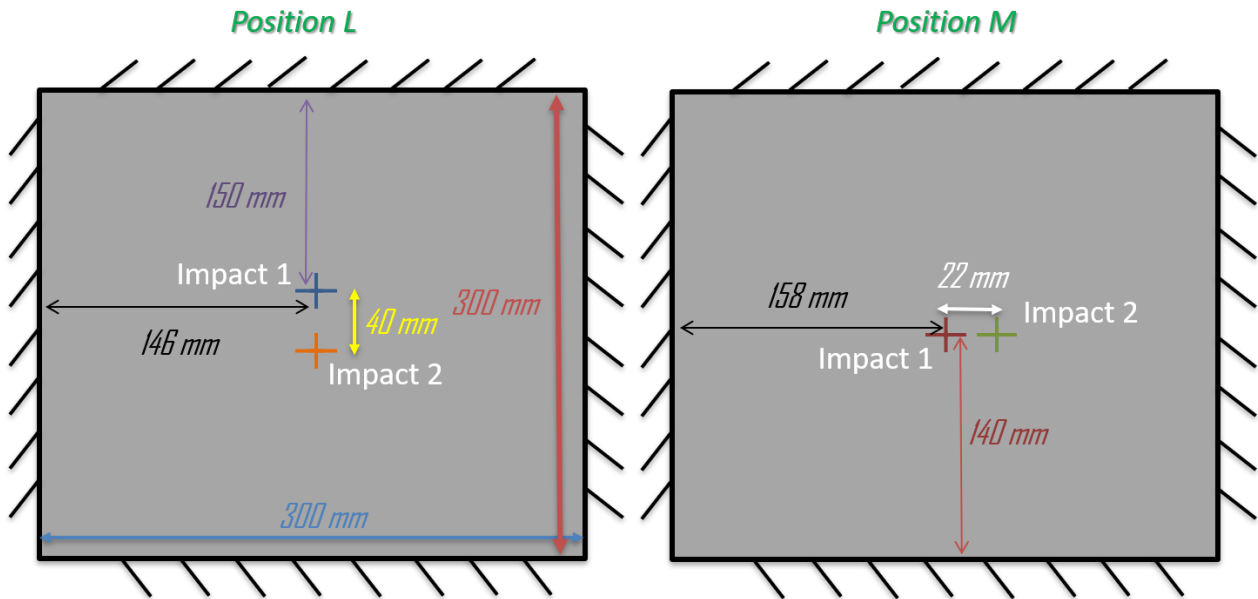 Position L
150 mm
Impact 1
40 mm
300 mm
146 mm
Impact 2
300 mm
Position M
22 mm
158 mm
Impact 2
Impact 1
140 mm